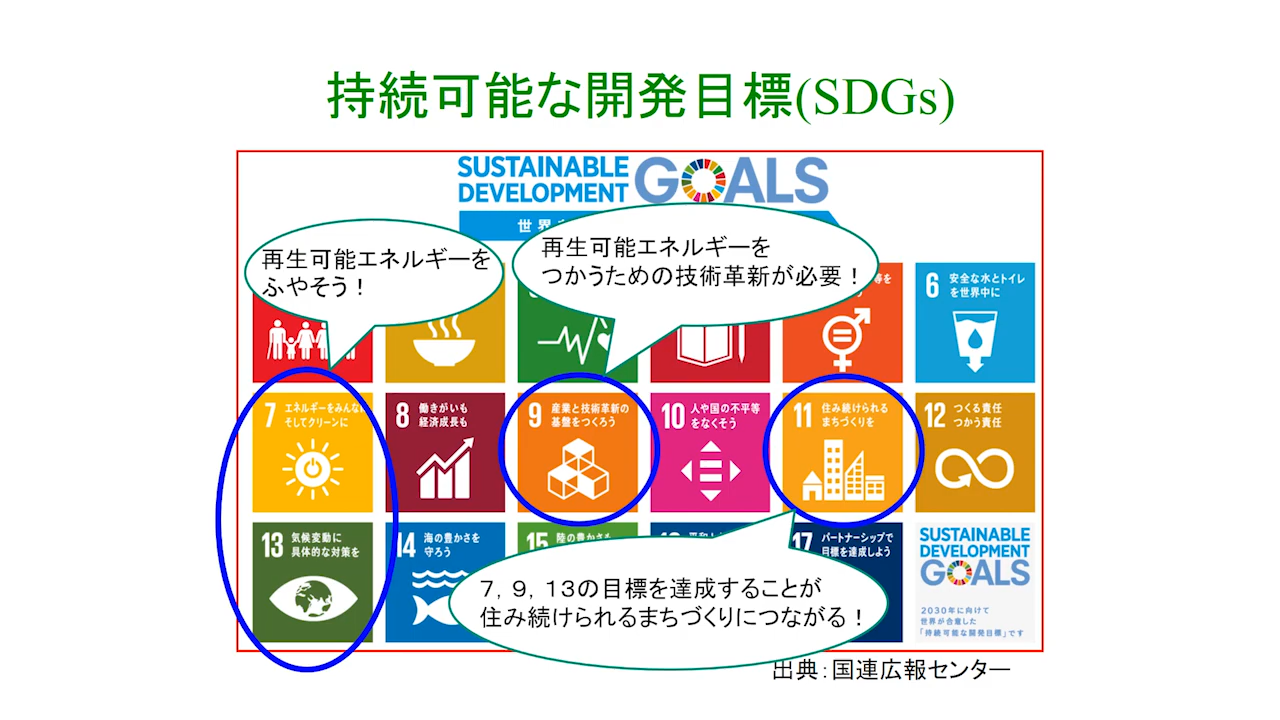 持続可能な開発目標(SDGs)
SUSTAINABLE
DEVELOPMENT
GOALS
世界
再生可能エネルギーを
ふやそう！
再生可能エネルギーを
つかうための技術革新が必要！
等を
6 安全な水とトイレ
を世界中に
7 エネルギーをみんなに
そしてクリーンに
8 働きがいも
経済成長も
9 産業と技術革新の
基盤をつくろう
10 人や国の不平等
をなくそう
11 住み続けられる
まちづくりを
12 つくる責任
つかう責任
13 気候変動に
具体的な対策を
14 海の豊かさを
守ろう
15 陸の豊かさも
17 パートナーシップで
目標を達成しよう
SUSTAINABLE
DEVELOPMENT
GOALS
2030年に向けて
世界が合意した
「持続可能な開発目標」です
７，９，１３の目標を達成することが
住み続けられるまちづくりにつながる！
出典：国連広報センター